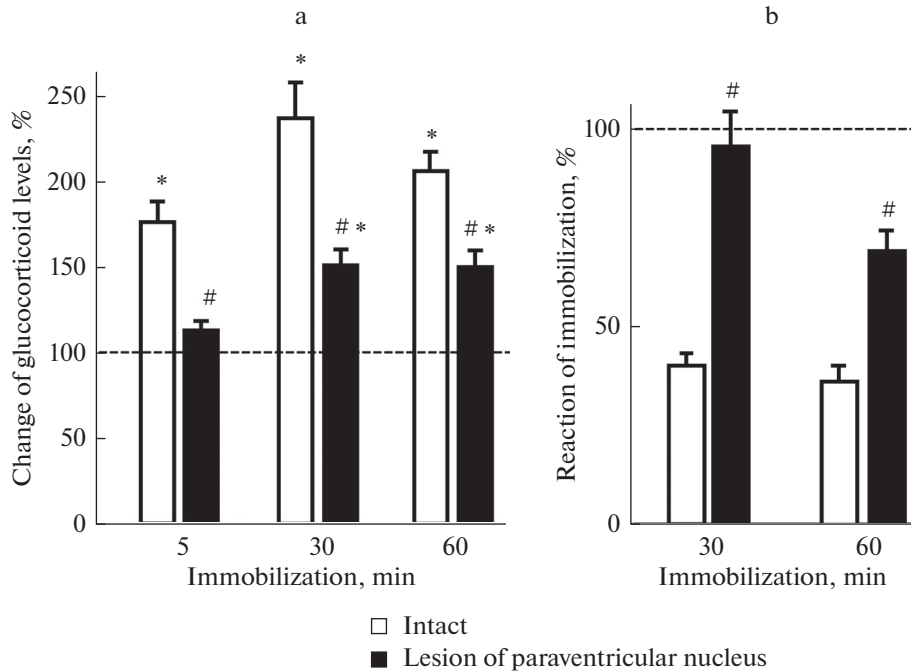 a
b
Change of glucocorticoid levels, %
250
200
150
100
50
0
*
#
*
# *
*
# *
5
30
60
Immobilization, min
Reaction of immobilization, %
100
50
0
#
#
30
60
Immobilization, min
Intact
Lesion of paraventricular nucleus